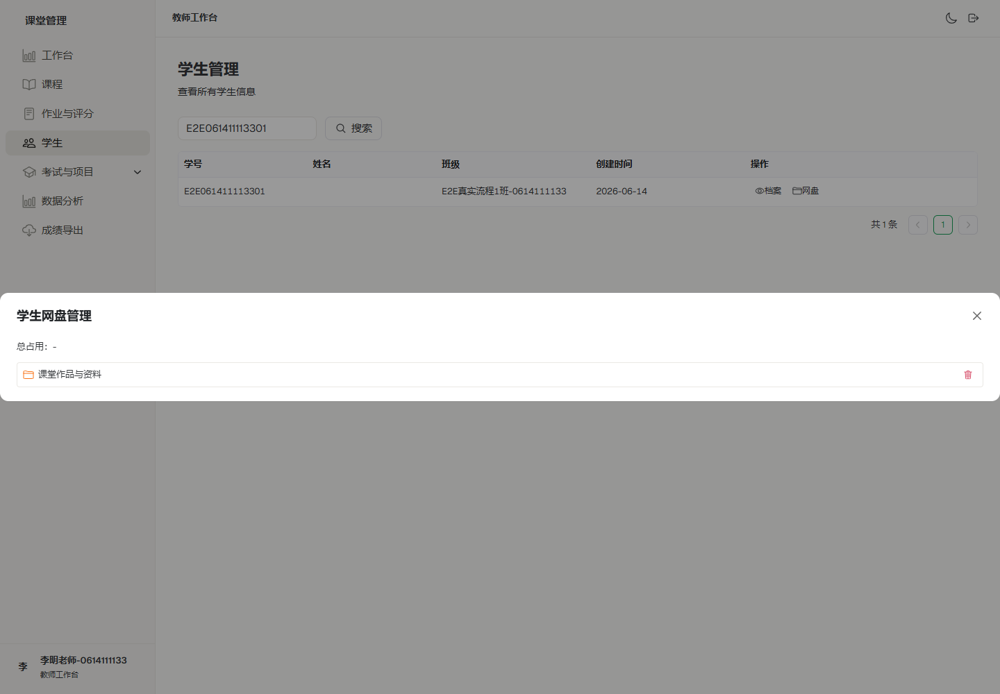 课堂管理
工作台
课程
作业与评分
学生
考试与项目
数据分析
成绩导出
教师工作台
学生管理
查看所有学生信息
E2E061411113301
搜索
学号 姓名 班级 创建时间 操作
E2E061411113301 E2E真实流程1班-0614111133 2026-06-14 档案 网盘
共 1 条 1
学生网盘管理
总占用：-
课堂作品与资料
李
李明老师-0614111133
教师工作台